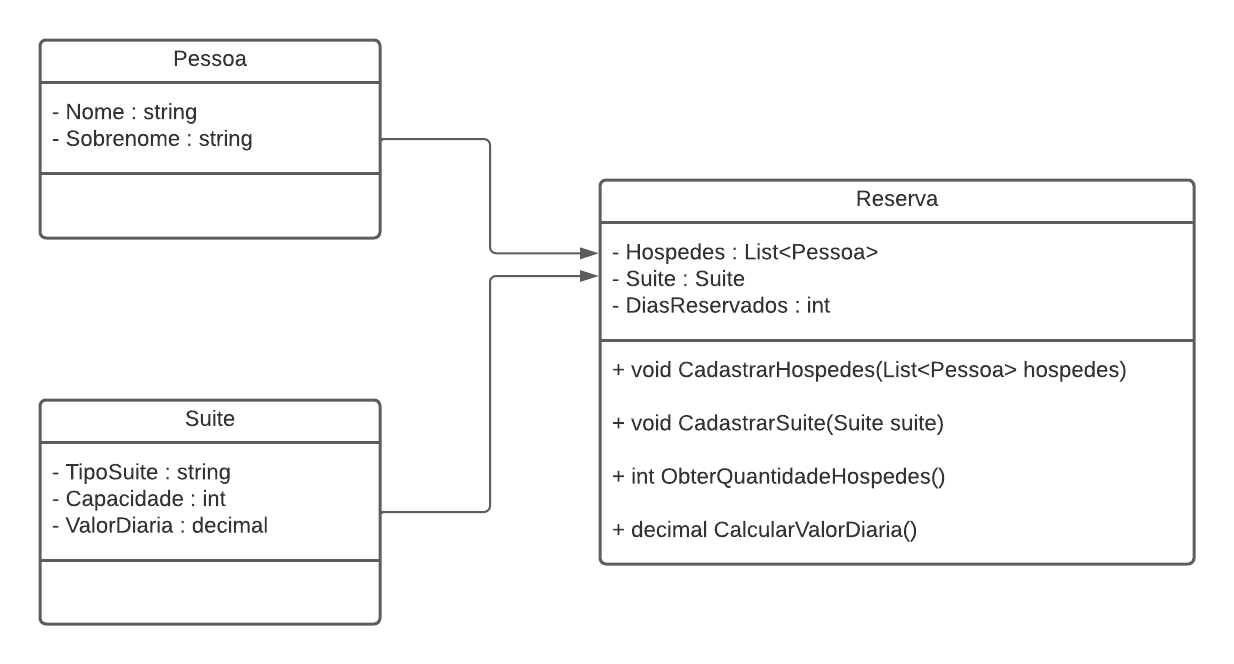 Pessoa
- Nome : string
- Sobrenome : string
Suite
- TipoSuite : string
- Capacidade : int
- ValorDiaria : decimal
Reserva
- Hospedes : List<Pessoa>
- Suite : Suite
- DiasReservados : int
+ void CadastrarHospedes(List<Pessoa> hospedes)
+ void CadastrarSuite(Suite suite)
+ int ObterQuantidadeHospedes()
+ decimal CalcularValorDiaria()